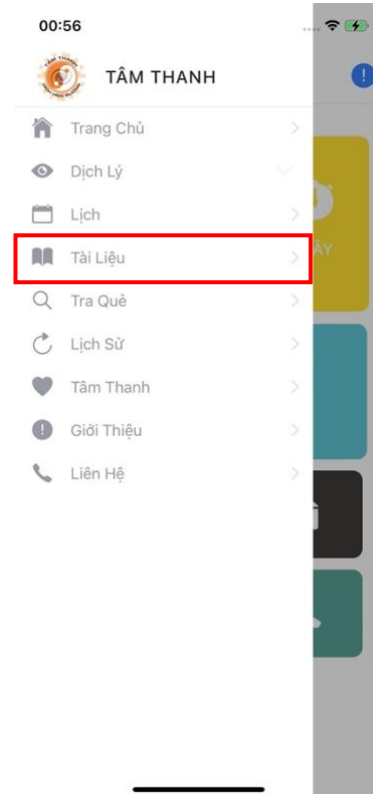 00:56
TÂM THANH
Trang Chủ
Dịch Lý
Lịch
Tài Liệu
ÂY
Tra Quẻ
Lịch Sử
Tâm Thanh
Giới Thiệu
Liên Hệ